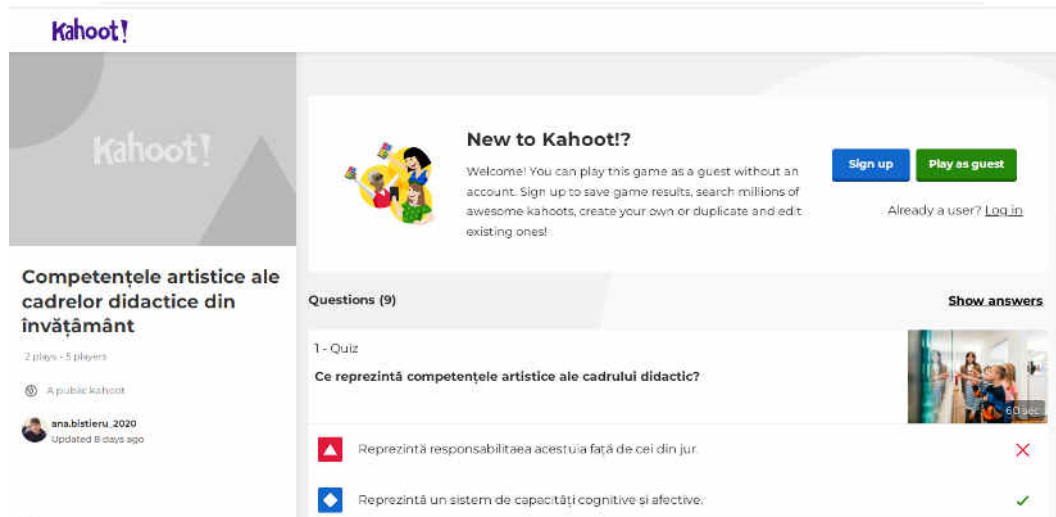 Kahoot!
Kahoot!
Competențele artistice ale
cadrelor didactice din
învățâmânt
2 plays - 5 players
A public kahoot
ana.bistieru_2020
Updated 8 days ago
New to Kahoot!?
Welcome! You can play this game as a guest without an
account. Sign up to save game results, search millions of
awesome kahoots, create your own or duplicate and edit
existing ones!
Sign up
Play as guest
Already a user? Log in
Questions (9)
Show answers
1 - Quiz
Ce reprezintă competențele artistice ale cadrului didactic?
60 sec
Reprezintă responsabilitaea acestuia față de cei din jur.
Reprezintă un sistem de capacități cognitive și afective.